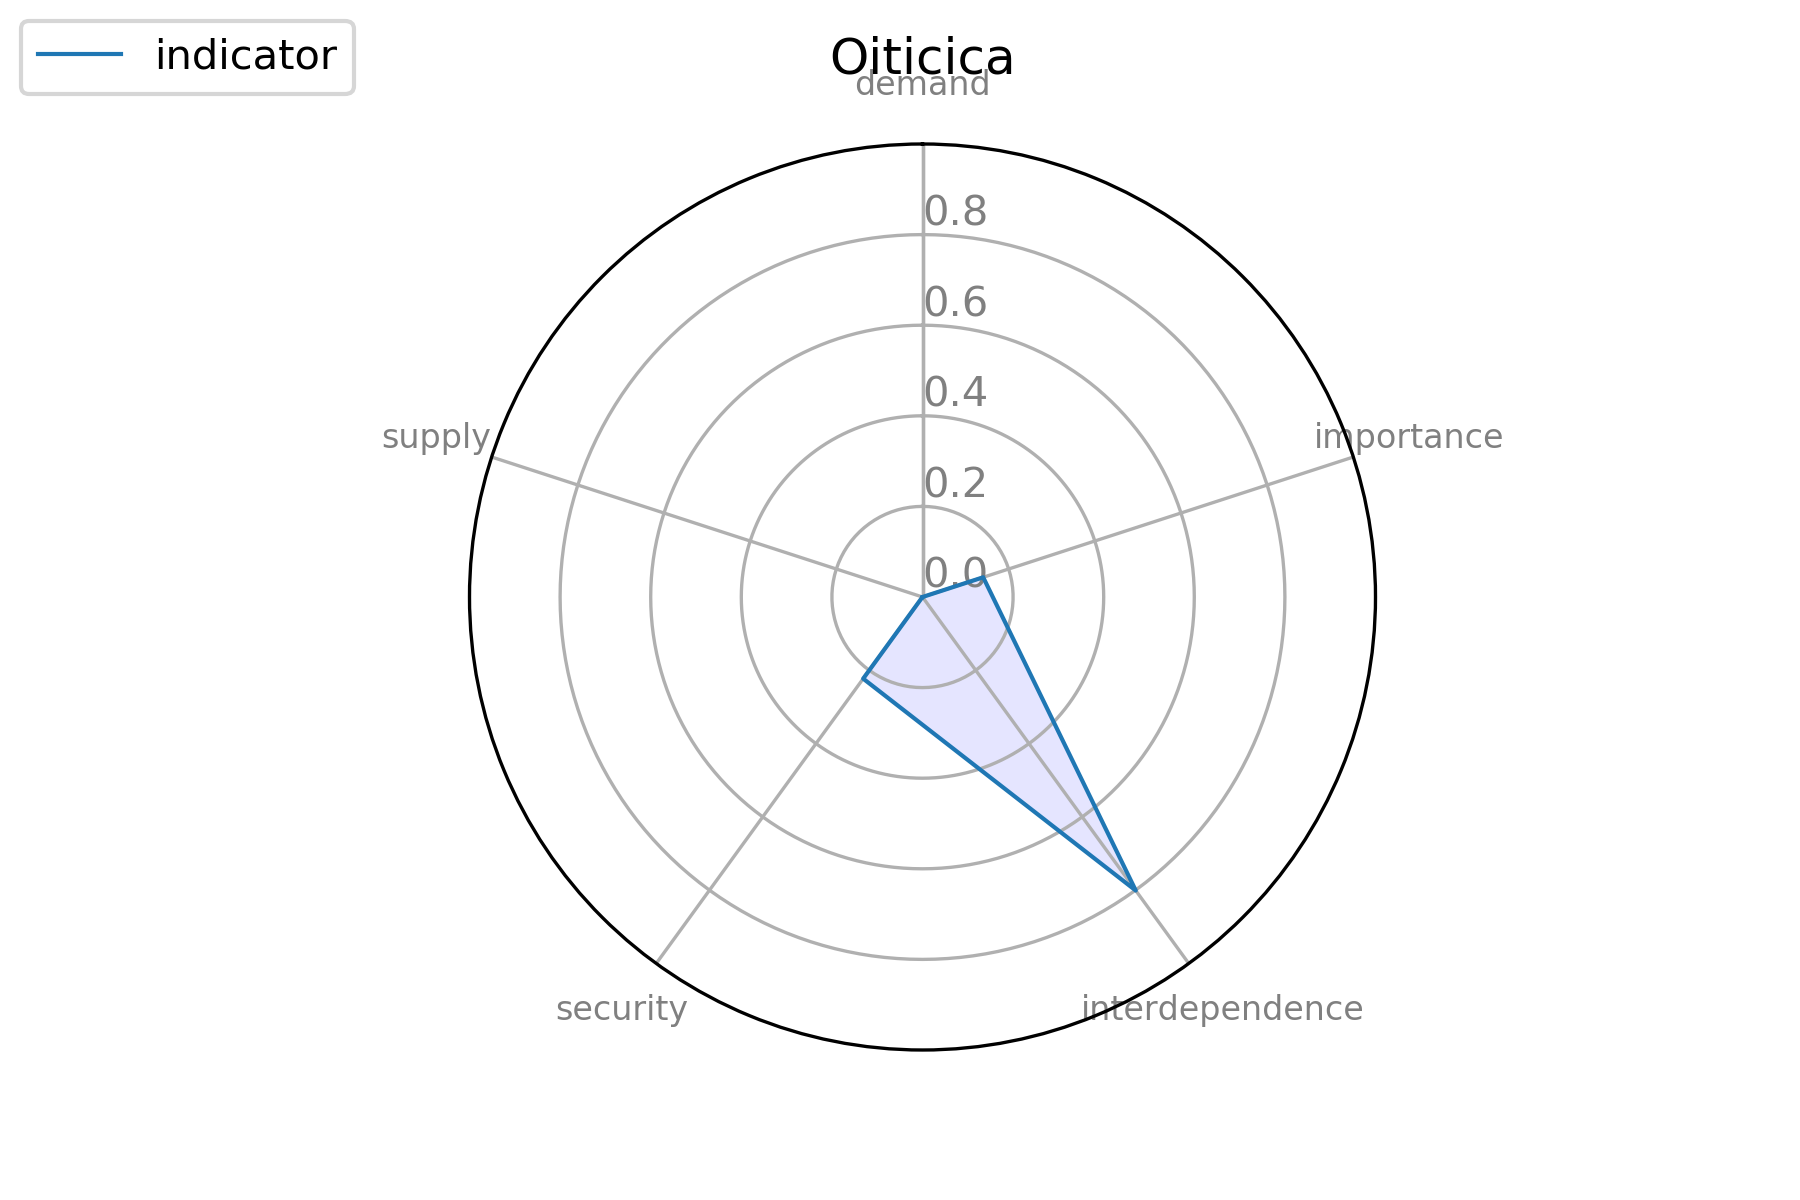 indicator
Oiticica
demand
0.8
0.6
0.4
supply
importance
0.2
0.0
security
interdependence